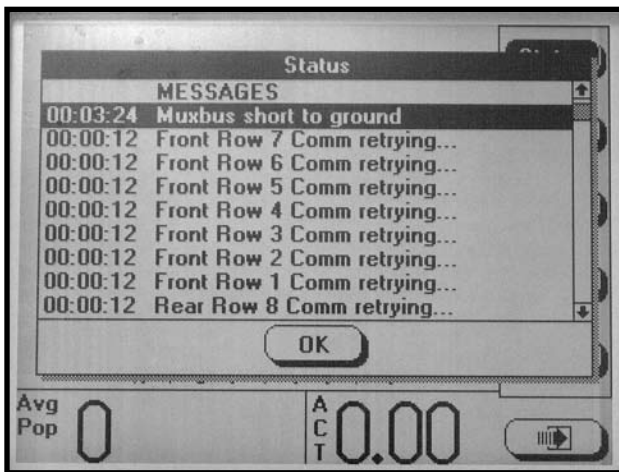 Status
MESSAGES
00:03:24 Muxbus short to ground
00:00:12 Front Row 7 Comm retrying...
00:00:12 Front Row 6 Comm retrying...
00:00:12 Front Row 5 Comm retrying...
00:00:12 Front Row 4 Comm retrying...
00:00:12 Front Row 3 Comm retrying...
00:00:12 Front Row 2 Comm retrying...
00:00:12 Front Row 1 Comm retrying...
00:00:12 Rear Row 8 Comm retrying...
OK
Avg Pop 0
ACT 0.00